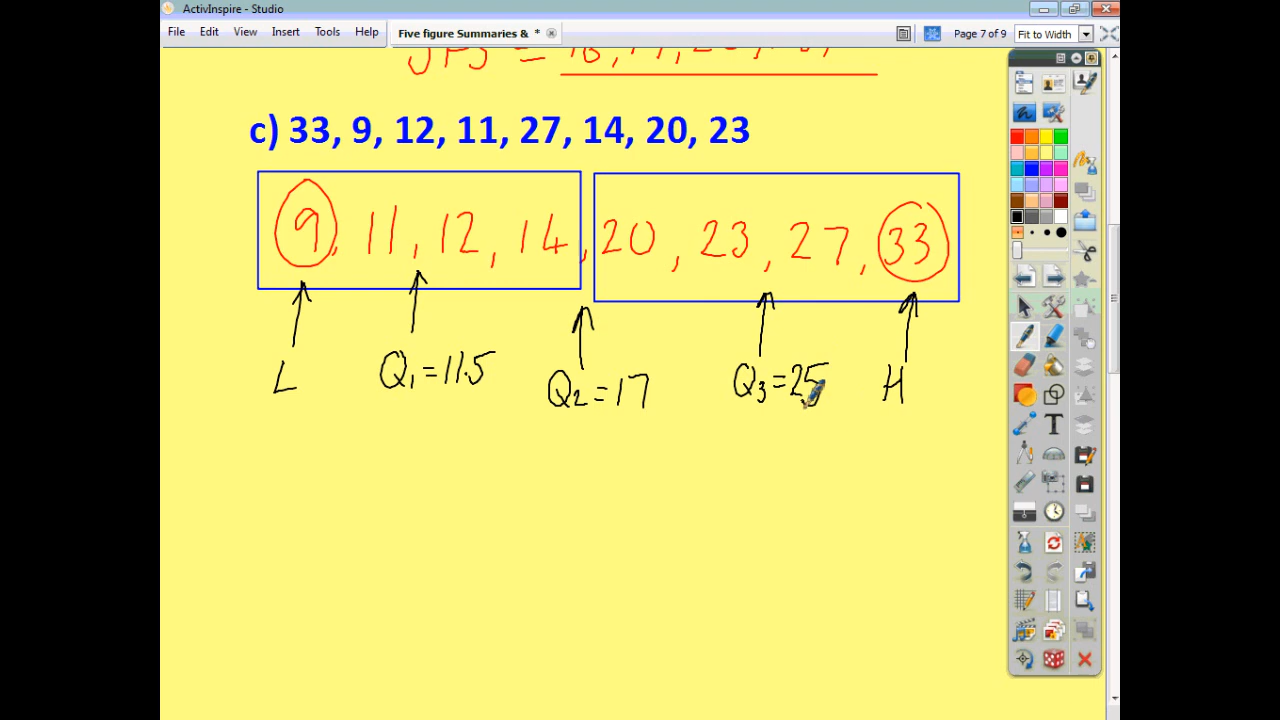 ActivInspire - Studio
File Edit View Insert Help Five figure Summaries & * Page 7 of 9 Fit to Width
c) 33, 9, 12, 11, 27, 14, 20, 23
9, 11, 12, 14, 20, 23, 27, 33
L Q1=11.5 Q2=17 Q3=25 H